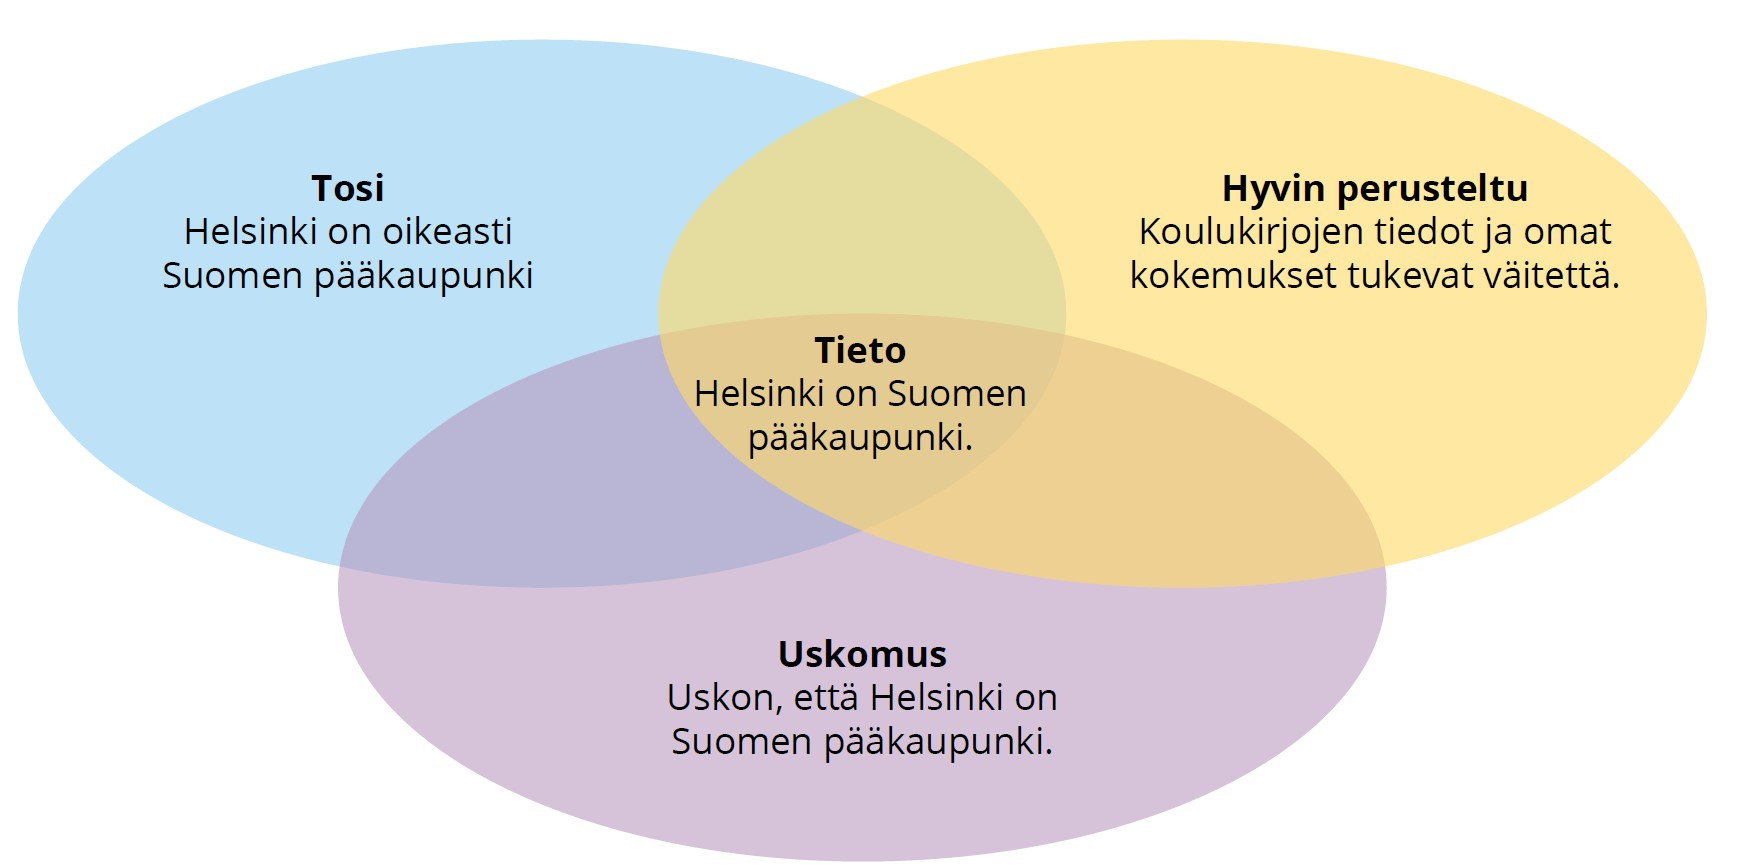 Tosi
Helsinki on oikeasti
Suomen pääkaupunki
Hyvin perusteltu
Koulukirjojen tiedot ja omat
kokemukset tukevat väitettä.
Tieto
Helsinki on Suomen
pääkaupunki.
Uskomus
Uskon, että Helsinki on
Suomen pääkaupunki.